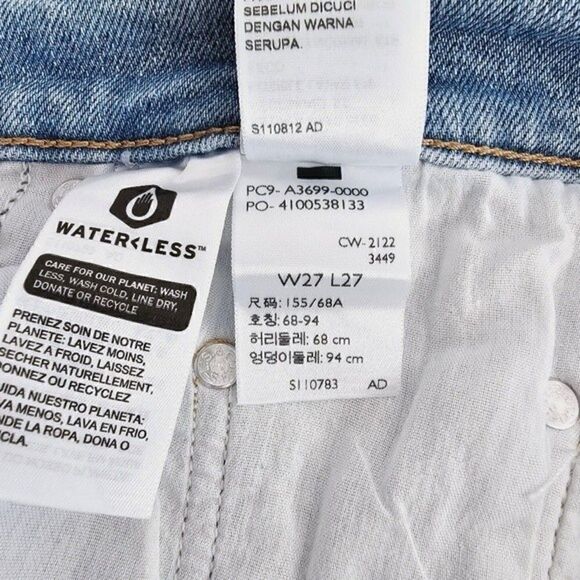 SEBELUM DICUCI
DENGAN WARNA
SERUPA.
S110812 AD
PC9- A3699-0000
PO- 4100538133
CW-2122
3449
W27 L27
尺码: 155/68A
호칭: 68-94
허리둘레: 68 cm
엉덩이둘레: 94 cm
S110783 AD
WATER<LESS™
CARE FOR OUR PLANET: WASH
LESS, WASH COLD, LINE DRY,
DONATE OR RECYCLE
PRENEZ SOIN DE NOTRE
PLANETE: LAVEZ MOINS,
LAVEZ A FROID, LAISSEZ
SECHER NATURELLEMENT,
DONNEZ OU RECYCLEZ
UIDA NUESTRO PLANETA:
VA MENOS, LAVA EN FRIO,
NDE LA ROPA, DONA O
CLA.